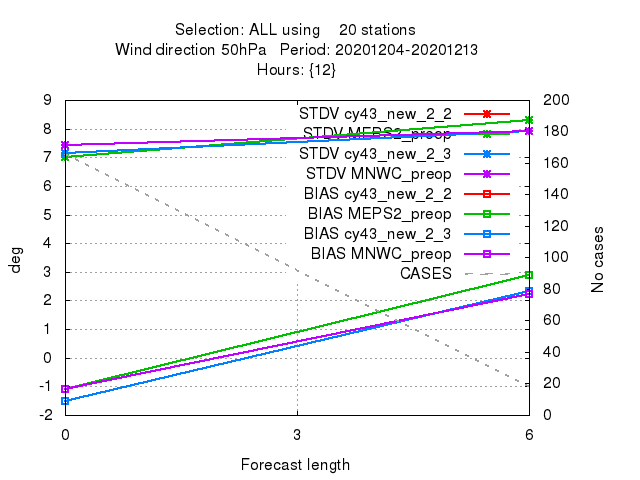 Selection: ALL using    20 stations
Wind direction 50hPa   Period: 20201204-20201213
Hours: {12}
9
8
7
6
5
4
3
2
1
0
-1
-2
200
180
160
140
120
100
80
60
40
20
0
STDV cy43_new_2_2
STDV MEPS2_preop
STDV cy43_new_2_3
STDV MNWC_preop
BIAS cy43_new_2_2
BIAS MEPS2_preop
BIAS cy43_new_2_3
BIAS MNWC_preop
CASES
deg
No cases
0
3
6
Forecast length